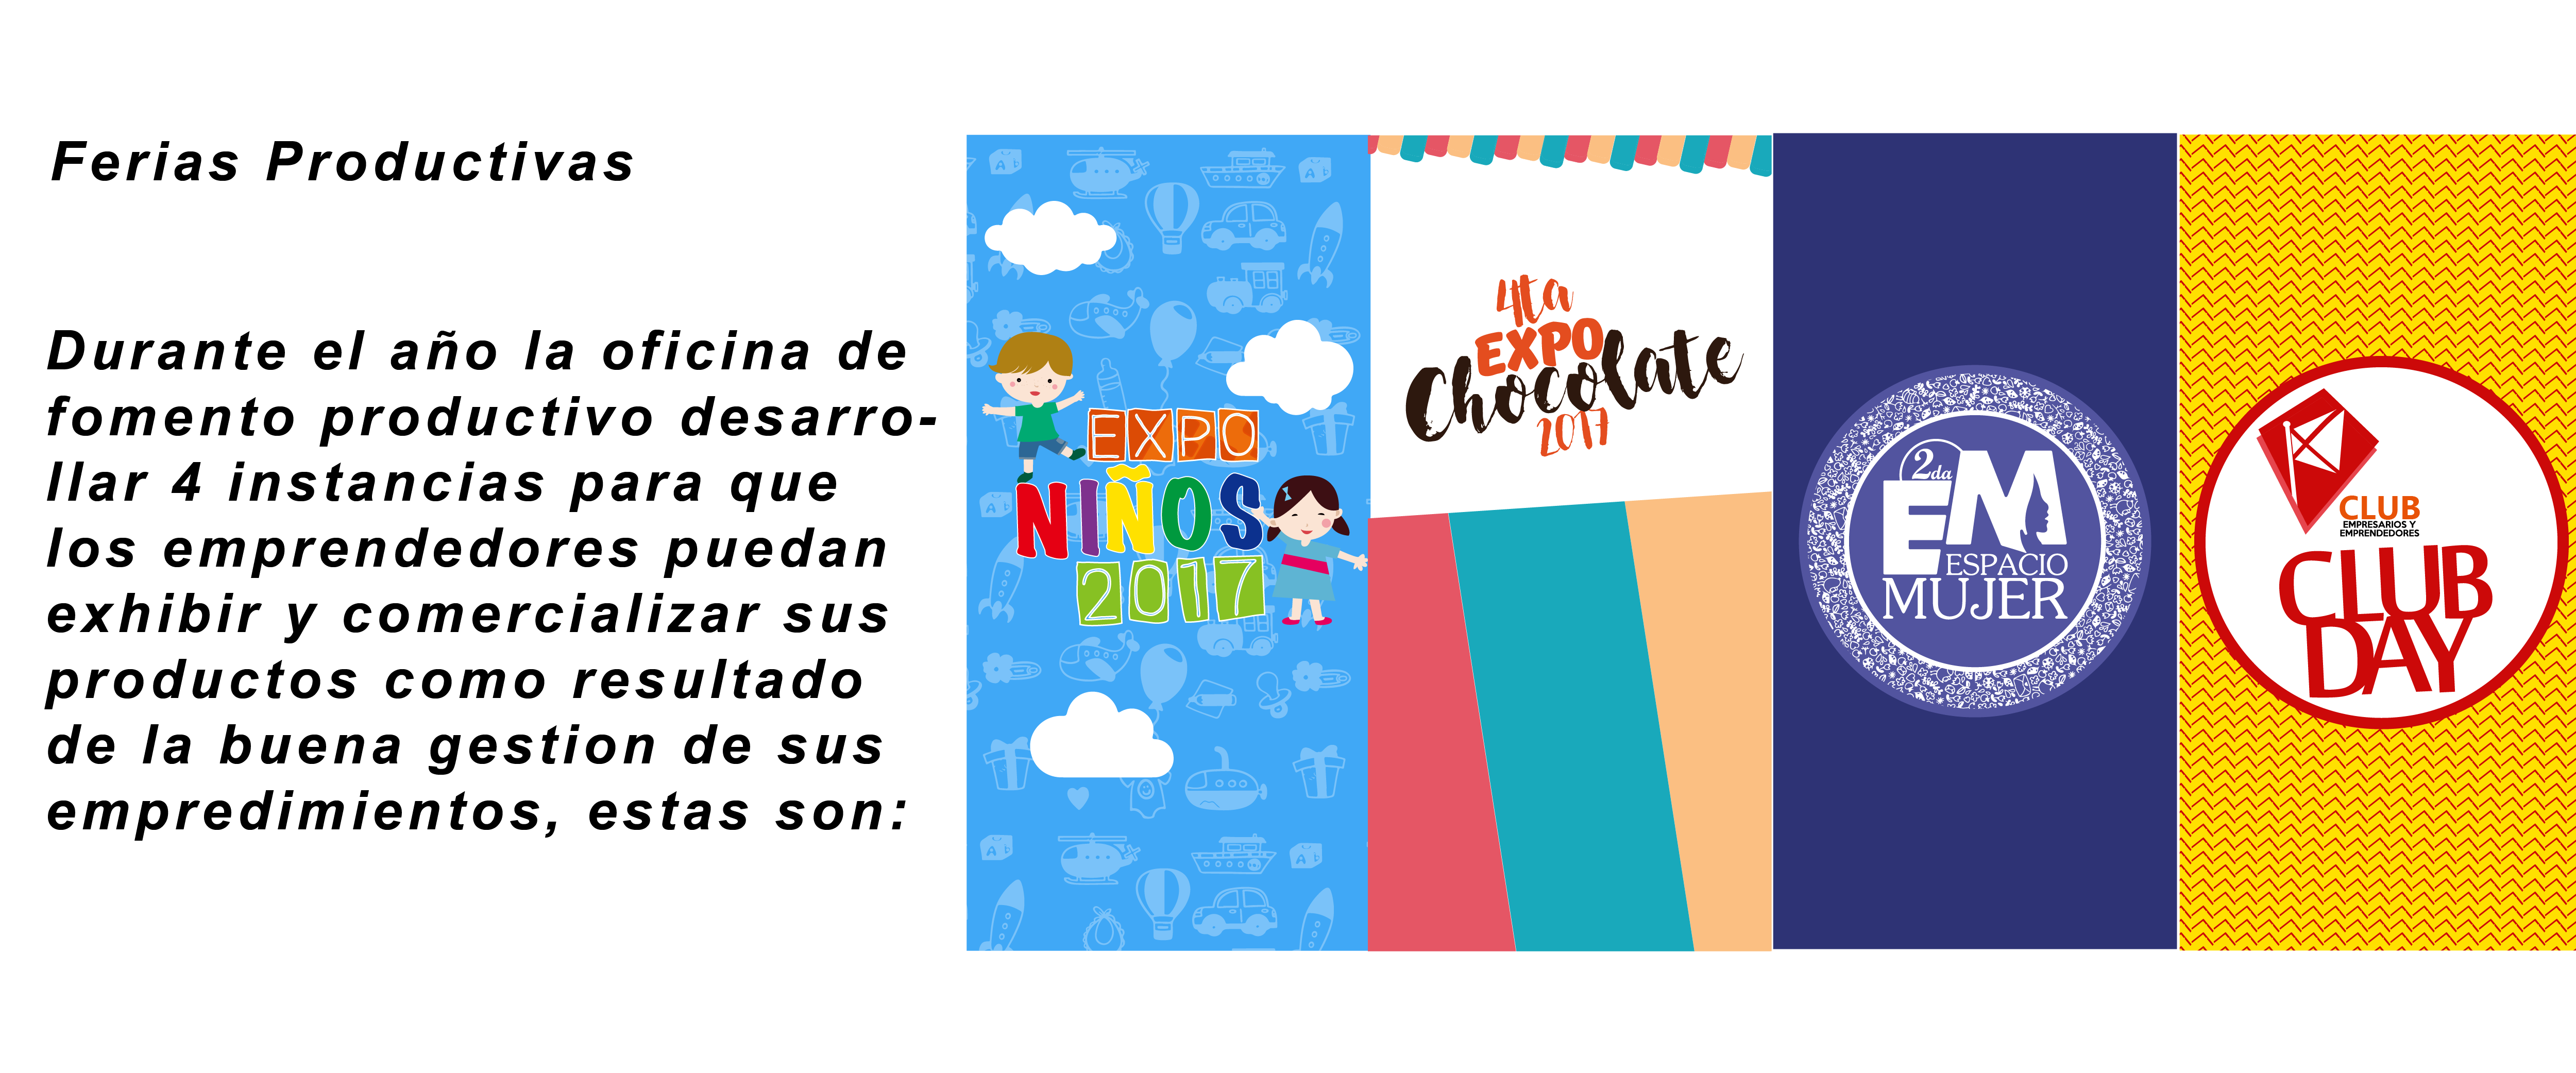 Ferias Productivas
Durante el año la oficina de
fomento productivo desarro-
llar 4 instancias para que
los emprendedores puedan
exhibir y comercializar sus
productos como resultado
de la buena gestion de sus
empredimientos, estas son:
EXPO
NIÑOS
2017
4ta
EXPO
Chocolate
2017
2da
EM
ESPACIO
MUJER
CLUB
EMPRESARIOS Y
EMPRENDEDORES
CLUB
DAY